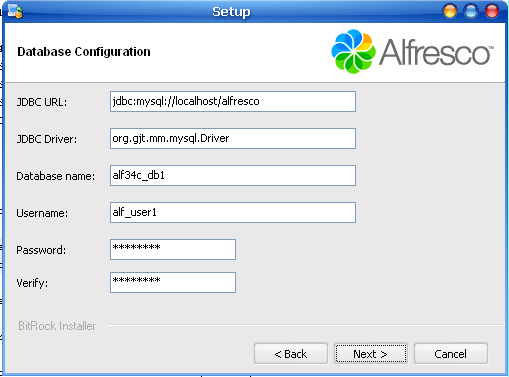 Setup
Database Configuration
Alfresco™
JDBC URL: jdbc:mysql://localhost/alfresco
JDBC Driver: org.gjt.mm.mysql.Driver
Database name: alf34c_db1
Username: alf_user1
Password: ********
Verify: ********
BitRock Installer
< Back Next > Cancel